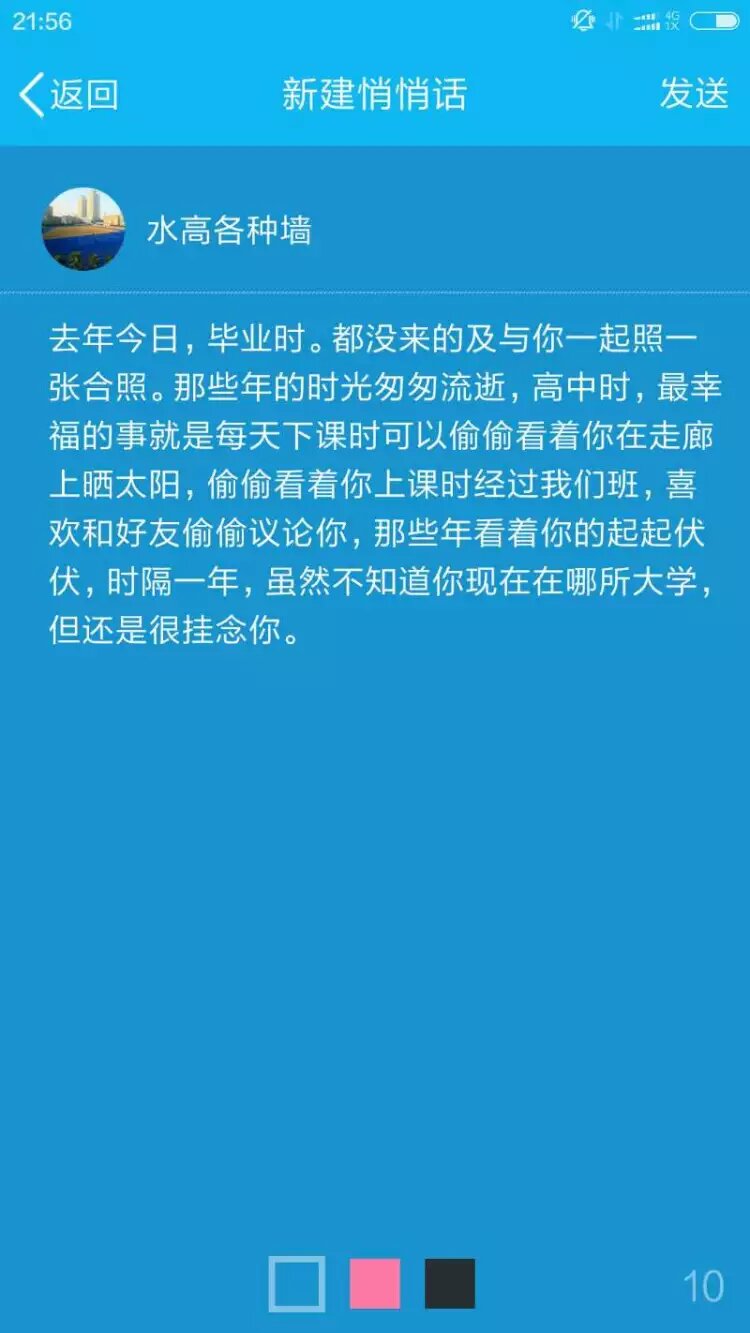 21:56
4G
1X
返回
新建悄悄话
发送
水高各种墙
去年今日，毕业时。都没来的及与你一起照一
张合照。那些年的时光匆匆流逝，高中时，最幸
福的事就是每天下课时可以偷偷看着你在走廊
上晒太阳，偷偷看着你上课时经过我们班，喜
欢和好友偷偷议论你，那些年看着你的起起伏
伏，时隔一年，虽然不知道你现在在哪所大学，
但还是很挂念你。
10